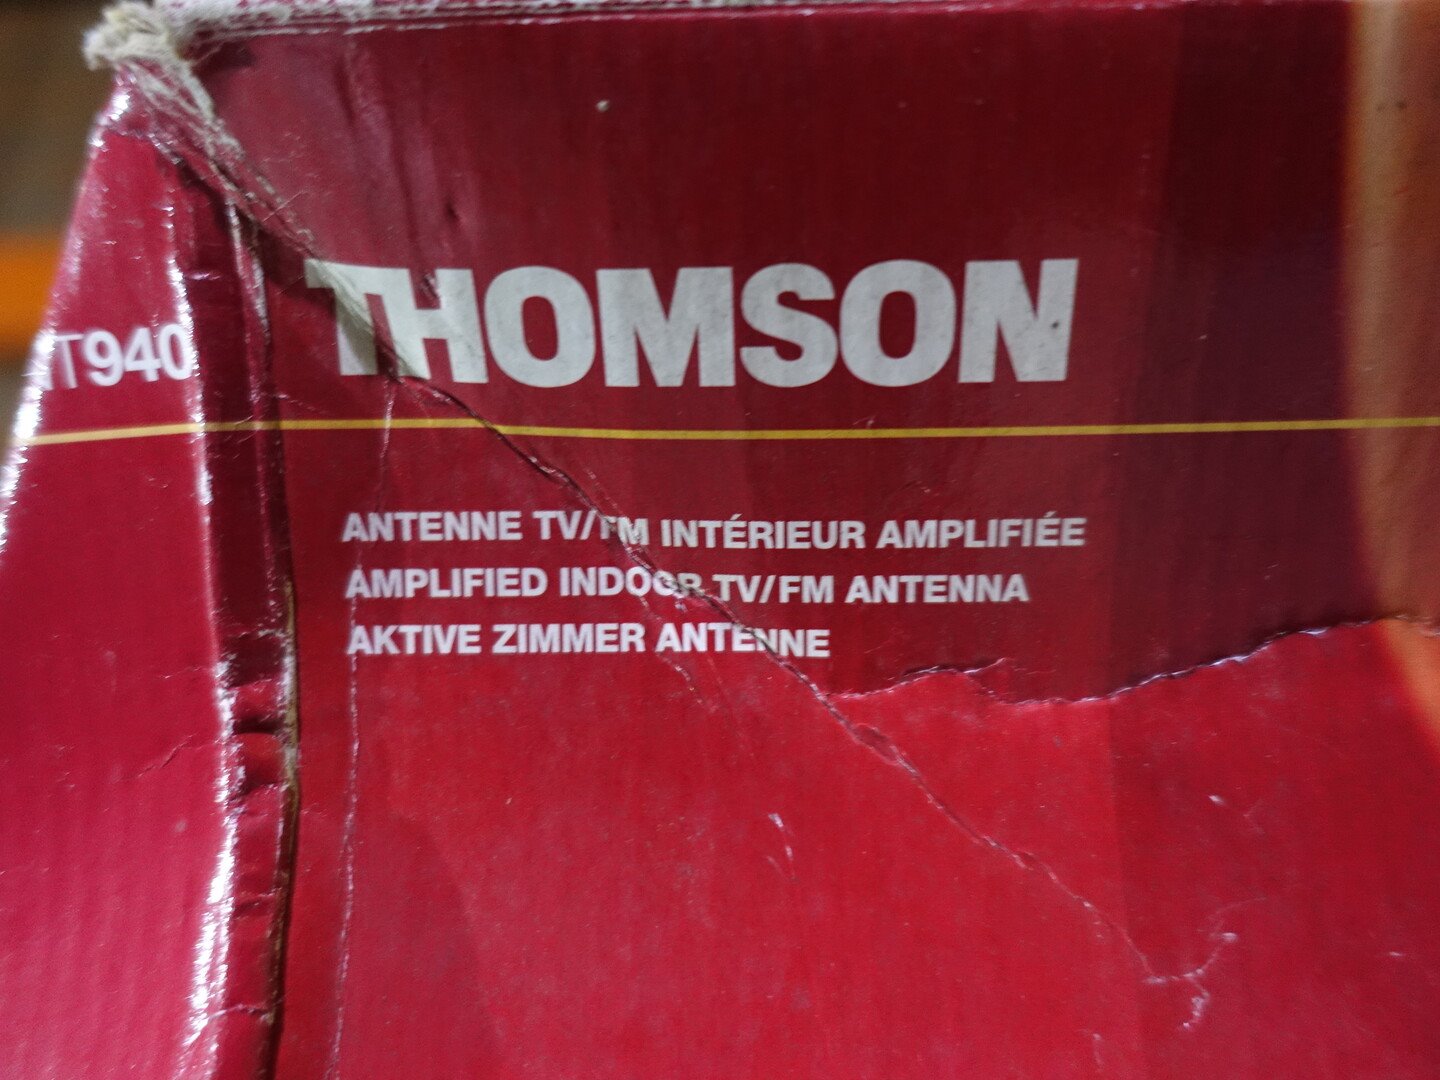 THOMSON
T940
ANTENNE TV/FM INTÉRIEUR AMPLIFIÉE
AMPLIFIED INDOOR TV/FM ANTENNA
AKTIVE ZIMMER ANTENNE